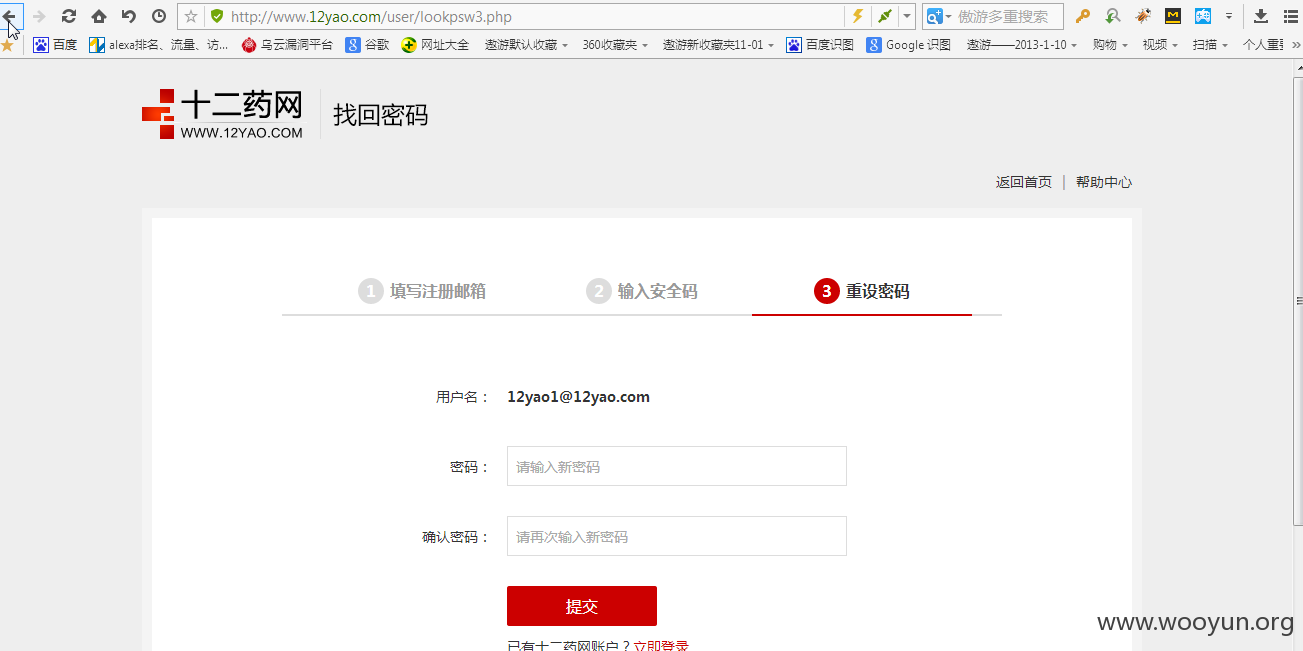 http://www.12yao.com/user/lookpsw3.php
傲游多重搜索
百度 alexa排名、流量、访... 乌云漏洞平台 谷歌 网址大全 遨游默认收藏 360收藏夹 遨游新收藏夹11-01 百度识图 Google 识图 遨游——2013-1-10 购物 视频 扫描 个人重 »
十二药网
WWW.12YAO.COM
找回密码
返回首页 | 帮助中心
1 填写注册邮箱 2 输入安全码 3 重设密码
用户名： 12yao1@12yao.com
密码： 请输入新密码
确认密码： 请再次输入新密码
提交
已有十二药网账户？立即登录
www.wooyun.org